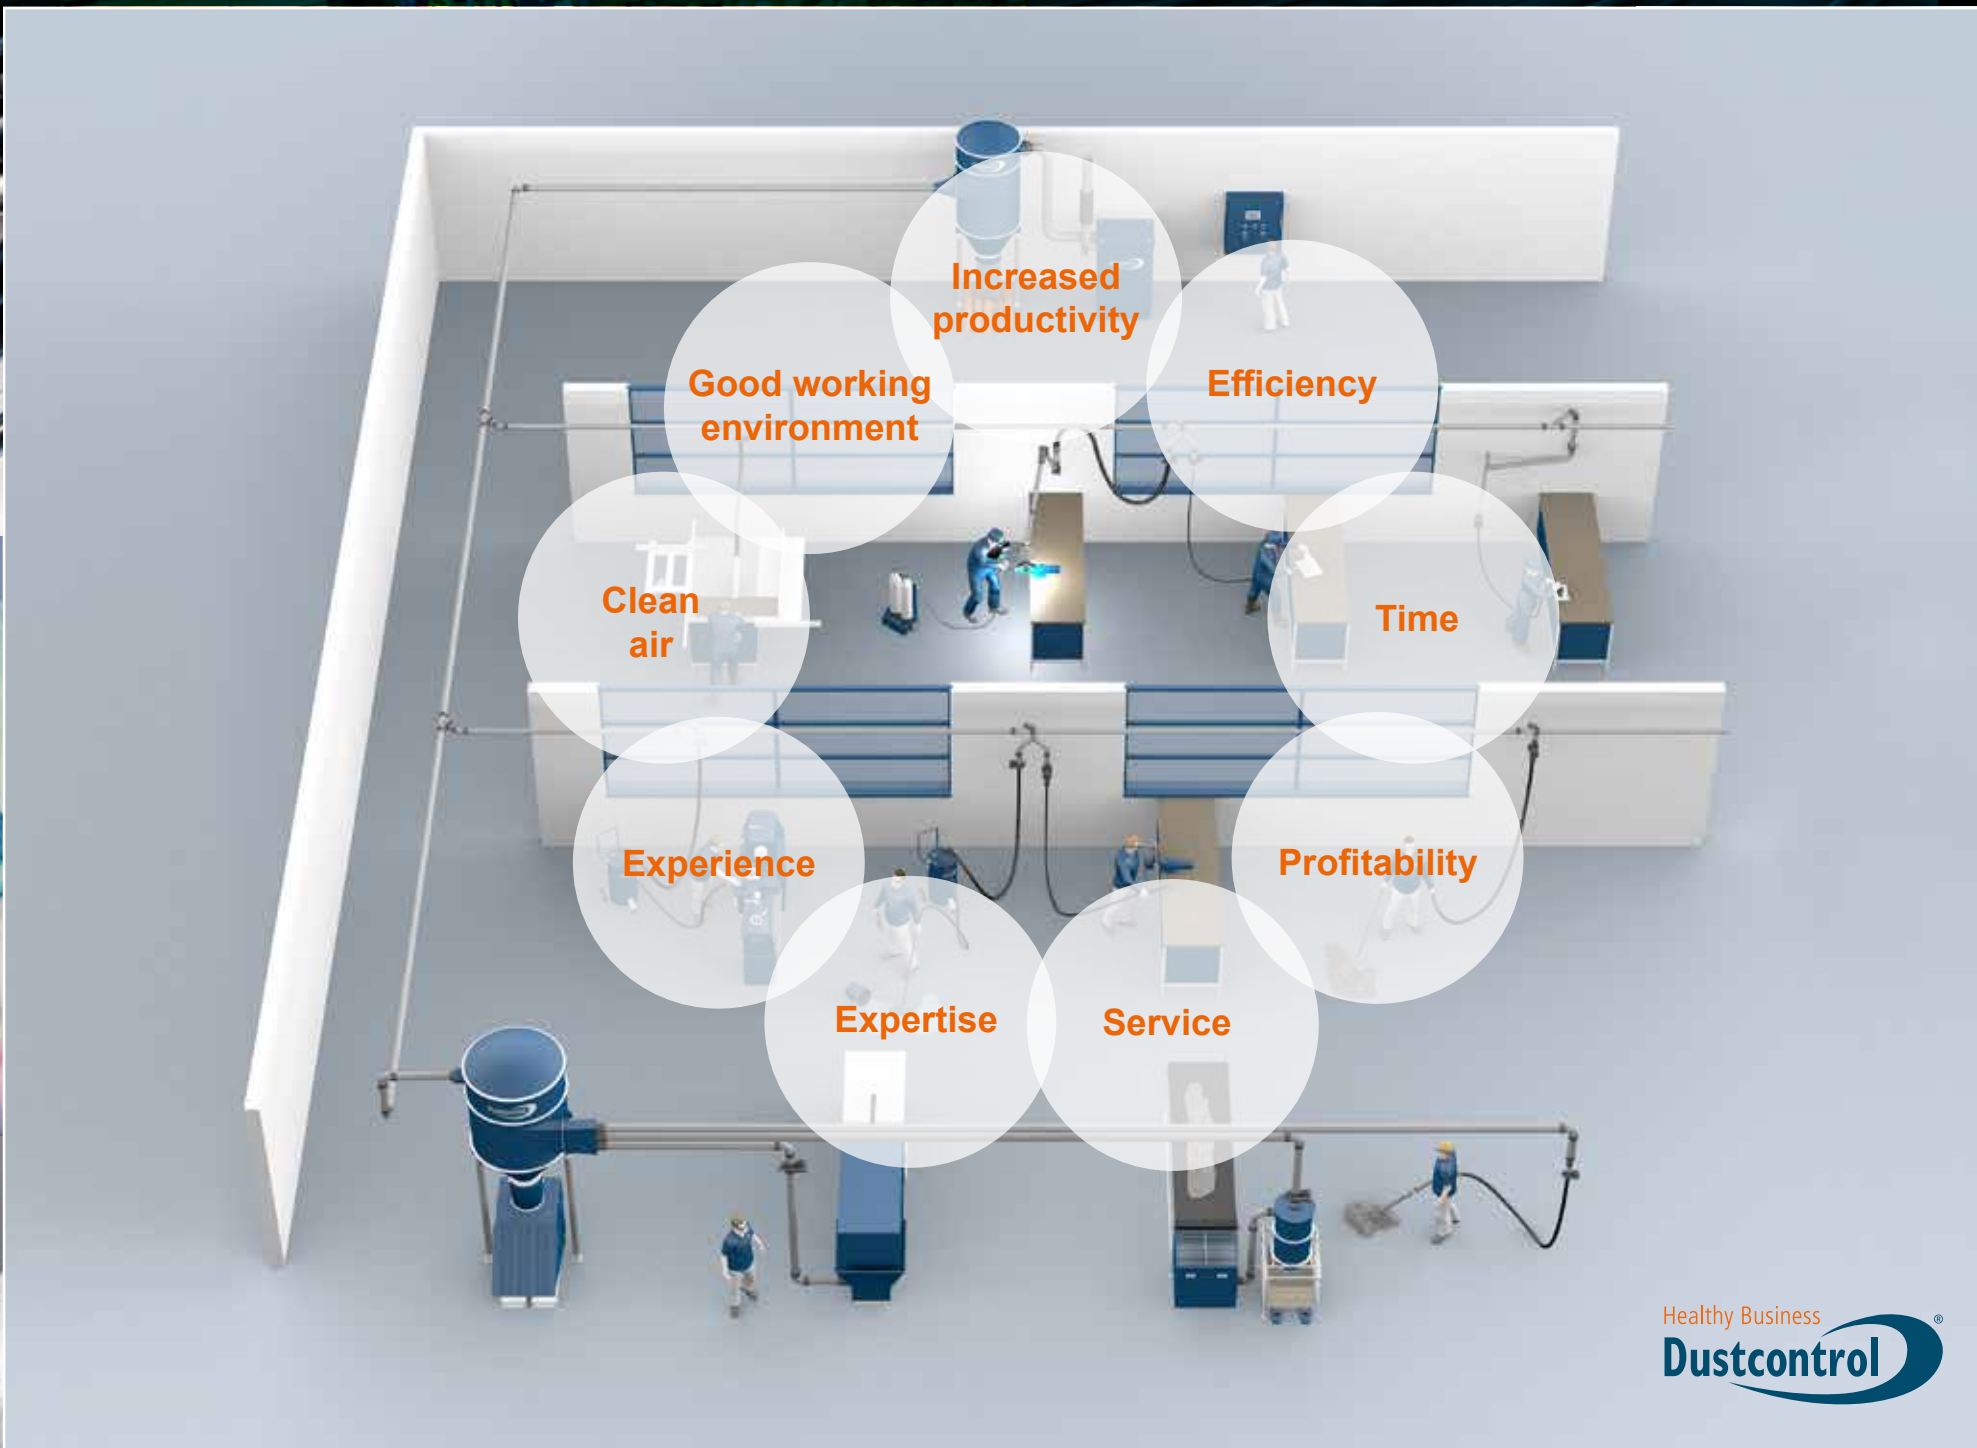 Increased
productivity
Good working
environment
Efficiency
Clean
air
Time
Experience
Profitability
Expertise
Service
Healthy Business
Dustcontrol®